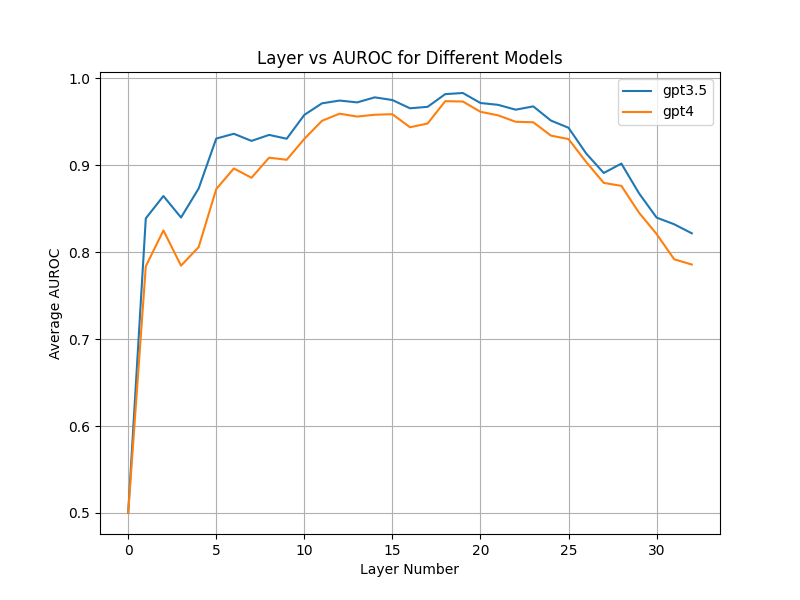 Layer vs AUROC for Different Models
gpt3.5
gpt4
Average AUROC
1.0
0.9
0.8
0.7
0.6
0.5
0
5
10
15
20
25
30
Layer Number